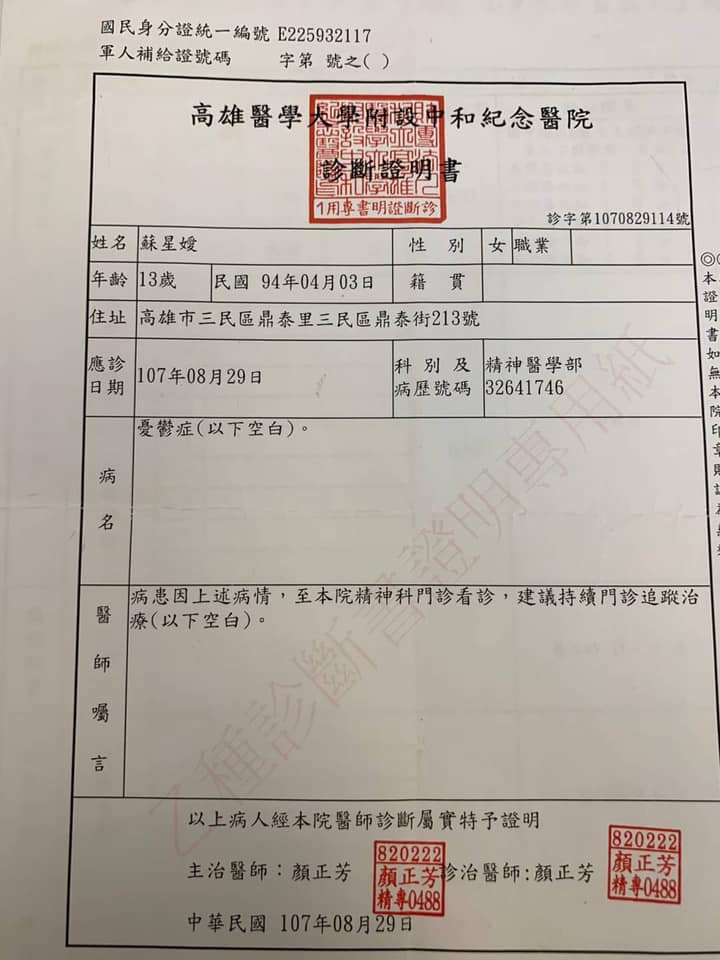 國民身分證統一編號 E225932117
軍人補給證號碼 字第 號之( )
高雄醫學大學附設中和紀念醫院
診斷證明書
診斷證明書專用1
診字第1070829114號
姓名 蘇星嫒 性別 女 職業
年齡 13歲 民國 94年04月03日 籍貫
住址 高雄市三民區鼎泰里三民區鼎泰街213號
應診日期 107年08月29日 科別及病歷號碼 精神醫學部 32641746
病名
憂鬱症(以下空白)。
醫師囑言
病患因上述病情,至本院精神科門診看診,建議持續門診追蹤治
療(以下空白)。
乙種診斷書證明專用紙
以上病人經本院醫師診斷屬實特予證明
主治醫師:顏正芳 診治醫師:顏正芳
820222
顏正芳
精專0488
820222
顏正芳
精專0488
中華民國 107年08月29日
本
證
明
書
如
無
本
院
印
章